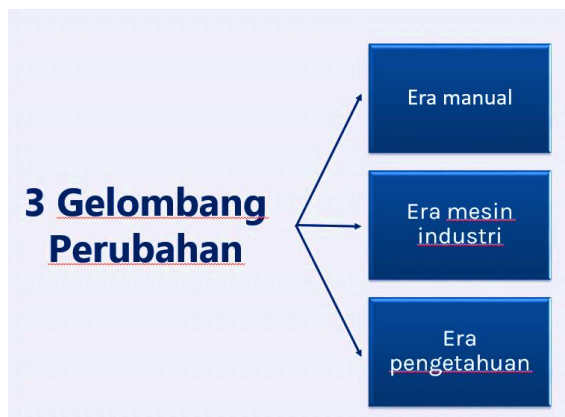 3 Gelombang
Perubahan
Era manual
Era mesin
industri
Era
pengetahuan